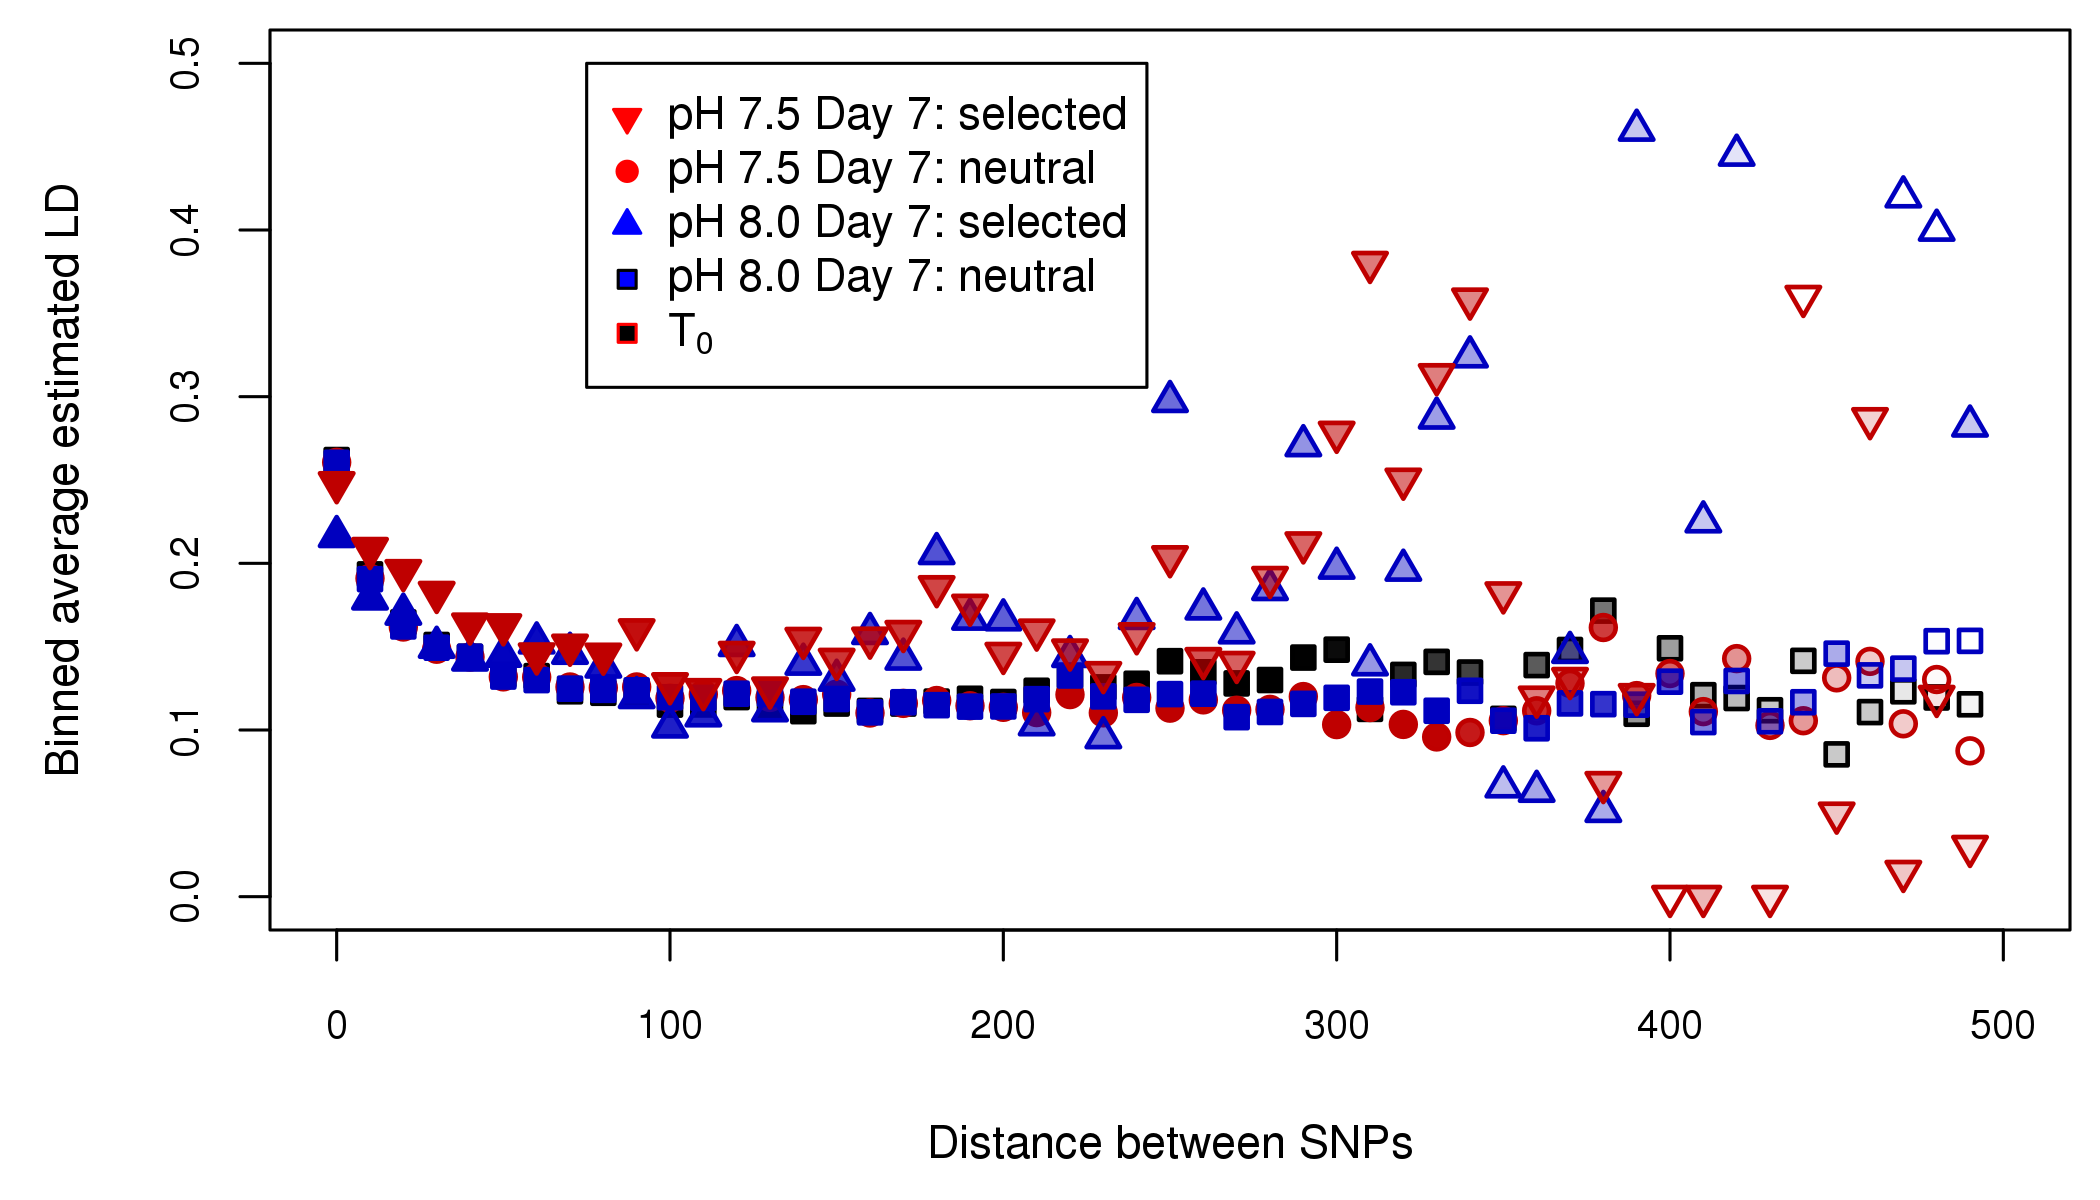 0.5
0.4
0.3
0.2
0.1
0.0
Binned average estimated LD
pH 7.5 Day 7: selected
pH 7.5 Day 7: neutral
pH 8.0 Day 7: selected
pH 8.0 Day 7: neutral
T0
0 100 200 300 400 500
Distance between SNPs